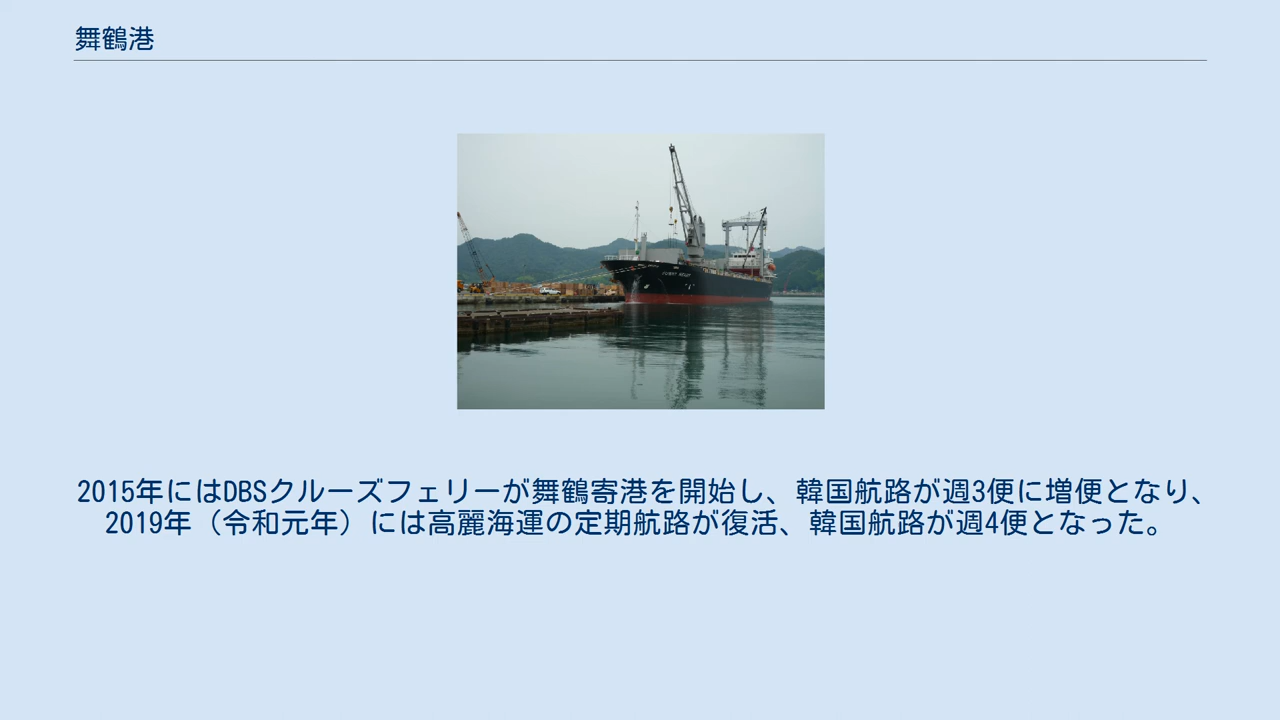 舞鶴港
2015年にはDBSクルーズフェリーが舞鶴寄港を開始し、韓国航路が週3便に増便となり、
2019年（令和元年）には高麗海運の定期航路が復活、韓国航路が週4便となった。